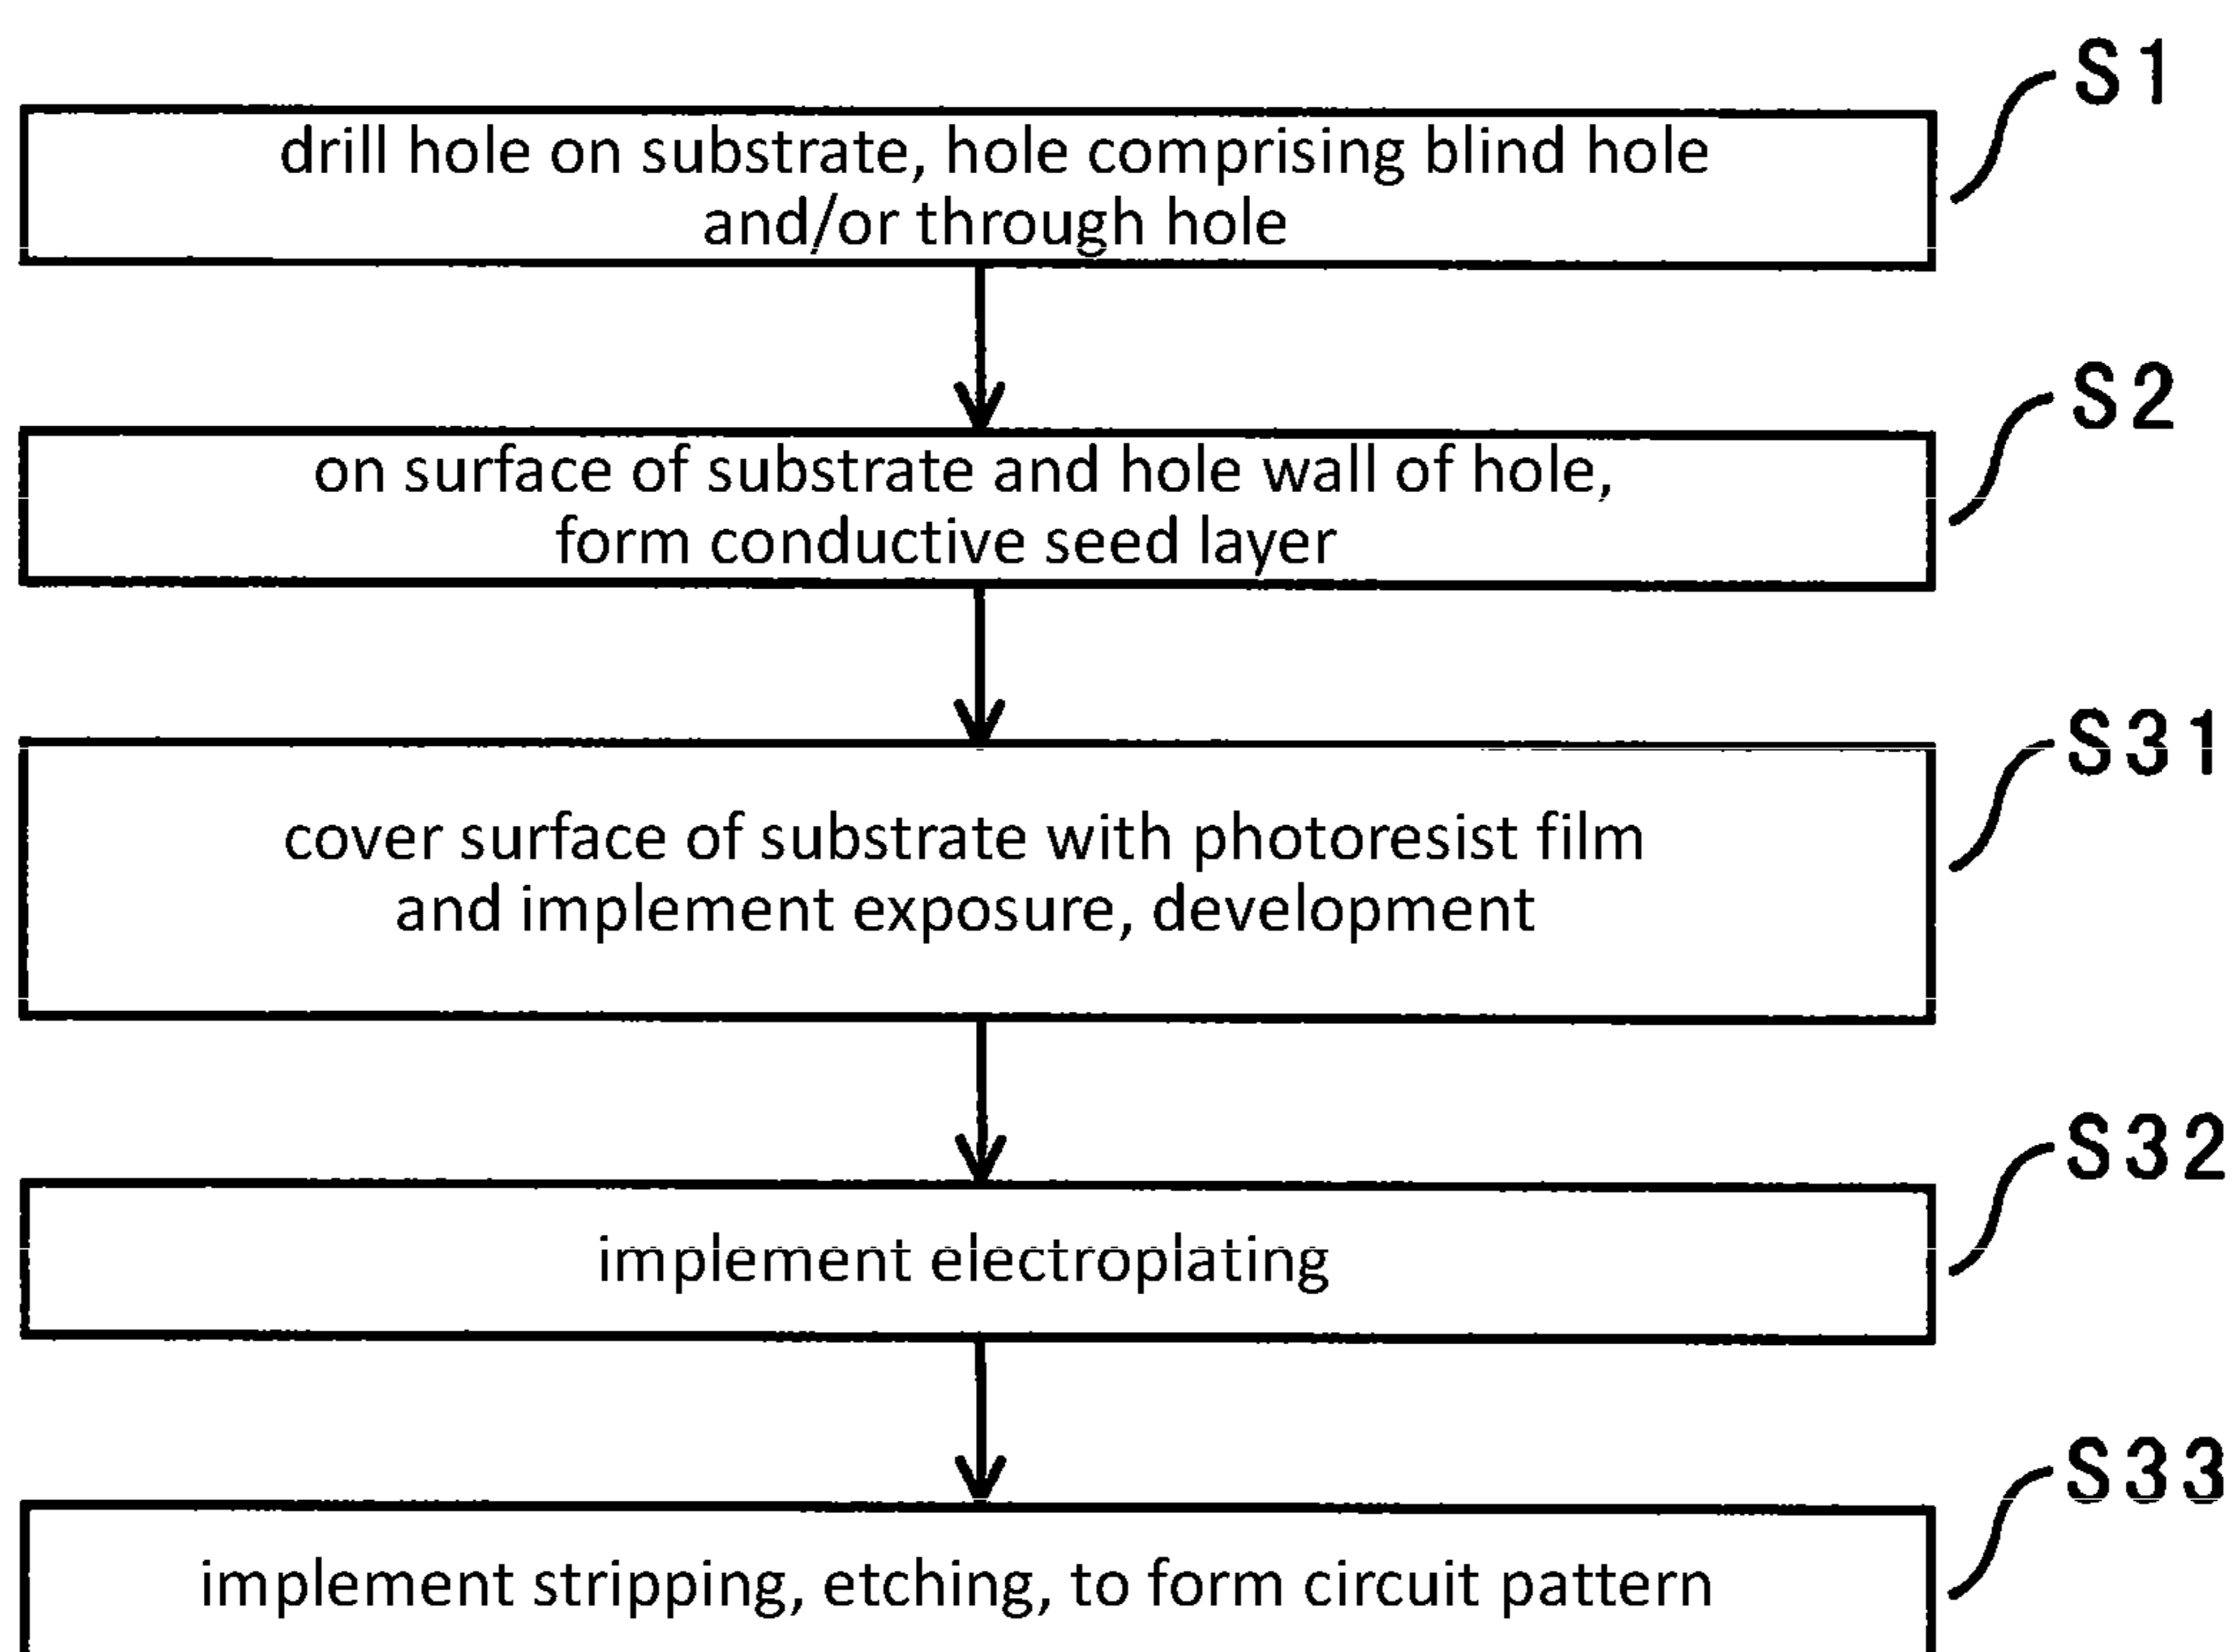 S1
drill hole on substrate, hole comprising blind hole
and/or through hole
S2
on surface of substrate and hole wall of hole,
form conductive seed layer
S31
cover surface of substrate with photoresist film
and implement exposure, development
S32
implement electroplating
S33
implement stripping, etching, to form circuit pattern